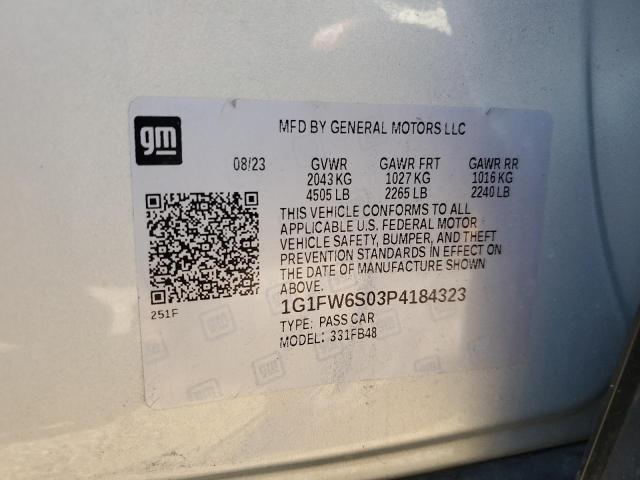 gm
MFD BY GENERAL MOTORS LLC
08/23 GVWR GAWR FRT GAWR RR
2043 KG 1027 KG 1016 KG
4505 LB 2265 LB 2240 LB
THIS VEHICLE CONFORMS TO ALL
APPLICABLE U.S. FEDERAL MOTOR
VEHICLE SAFETY, BUMPER, AND THEFT
PREVENTION STANDARDS IN EFFECT ON
THE DATE OF MANUFACTURE SHOWN
ABOVE.
251F
1G1FW6S03P4184323
TYPE: PASS CAR
MODEL: 331FB48